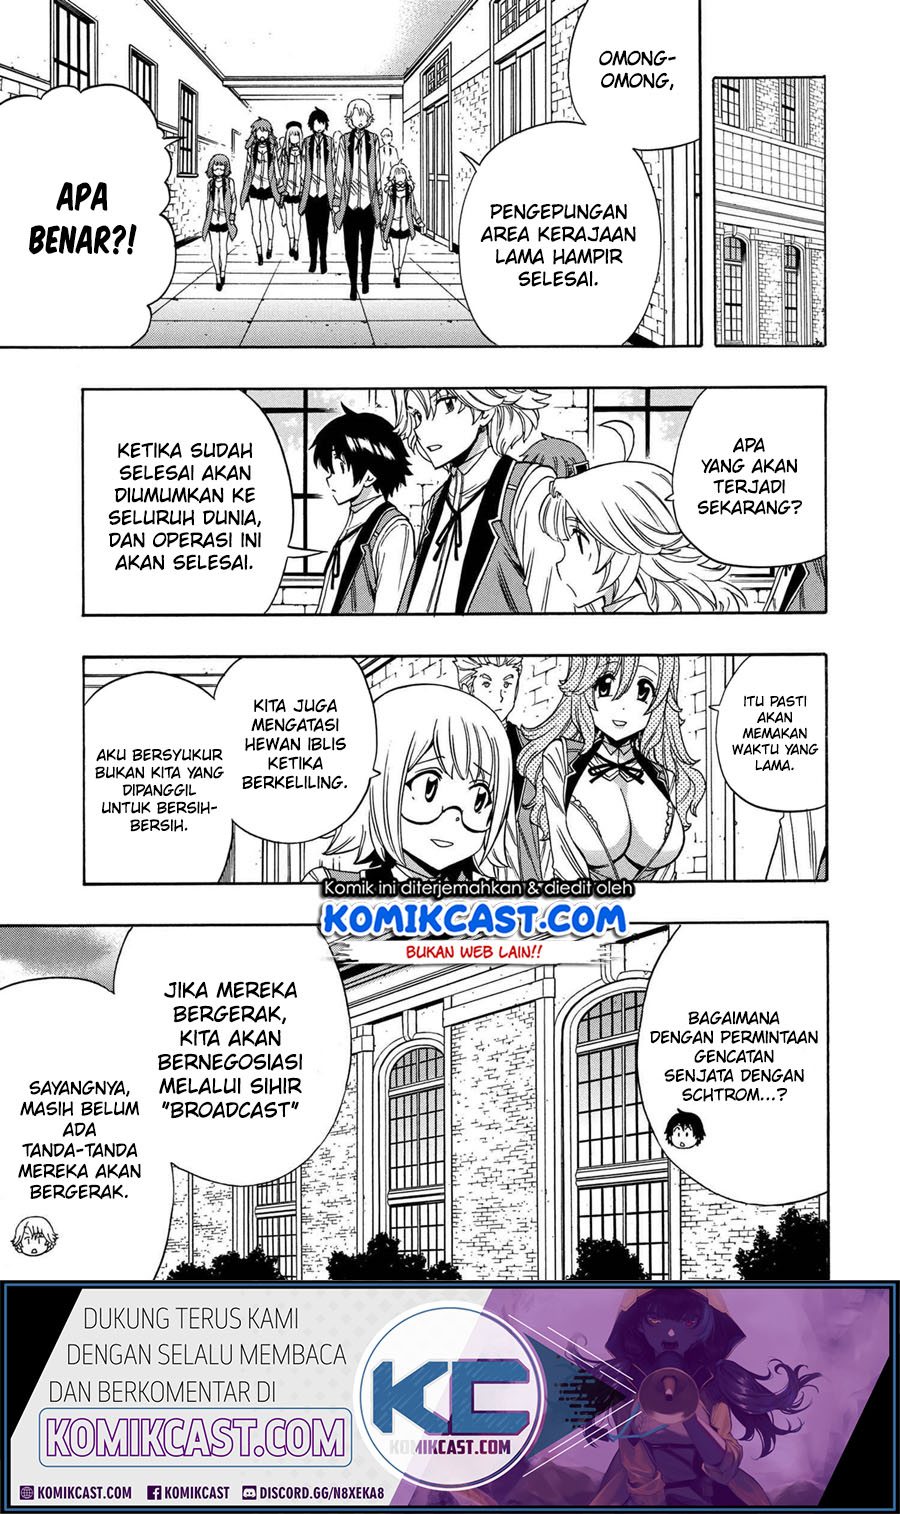 OMONG-
OMONG,
PENGEPUNGAN
AREA KERAJAAN
LAMA HAMPIR
SELESAI.
APA
BENAR?!
APA
YANG AKAN
TERJADI
SEKARANG?
KETIKA SUDAH
SELESAI AKAN
DIUMUMKAN KE
SELURUH DUNIA,
DAN OPERASI INI
AKAN SELESAI.
ITU PASTI
AKAN
MEMAKAN
WAKTU YANG
LAMA.
KITA JUGA
MENGATASI
HEWAN IBLIS
KETIKA
BERKELILING.
AKU BERSYUKUR
BUKAN KITA YANG
DIPANGGIL
UNTUK BERSIH-
BERSIH.
Komik ini diterjemahkan & diedit oleh
KOMIKCAST.COM
BUKAN WEB LAIN!!
BAGAIMANA
DENGAN PERMINTAAN
GENCATAN
SENJATA DENGAN
SCHTROM...?
JIKA MEREKA
BERGERAK,
KITA AKAN
BERNEGOSIASI
MELALUI SIHIR
"BROADCAST"
SAYANGNYA,
MASIH BELUM
ADA
TANDA-TANDA
MEREKA AKAN
BERGERAK.
DUKUNG TERUS KAMI
DENGAN SELALU MEMBACA
DAN BERKOMENTAR DI
KOMIKCAST.COM
KC
KOMIKCAST.COM
KOMIKCAST.COM KOMIKCAST DISCORD.GG/N8XEKA8